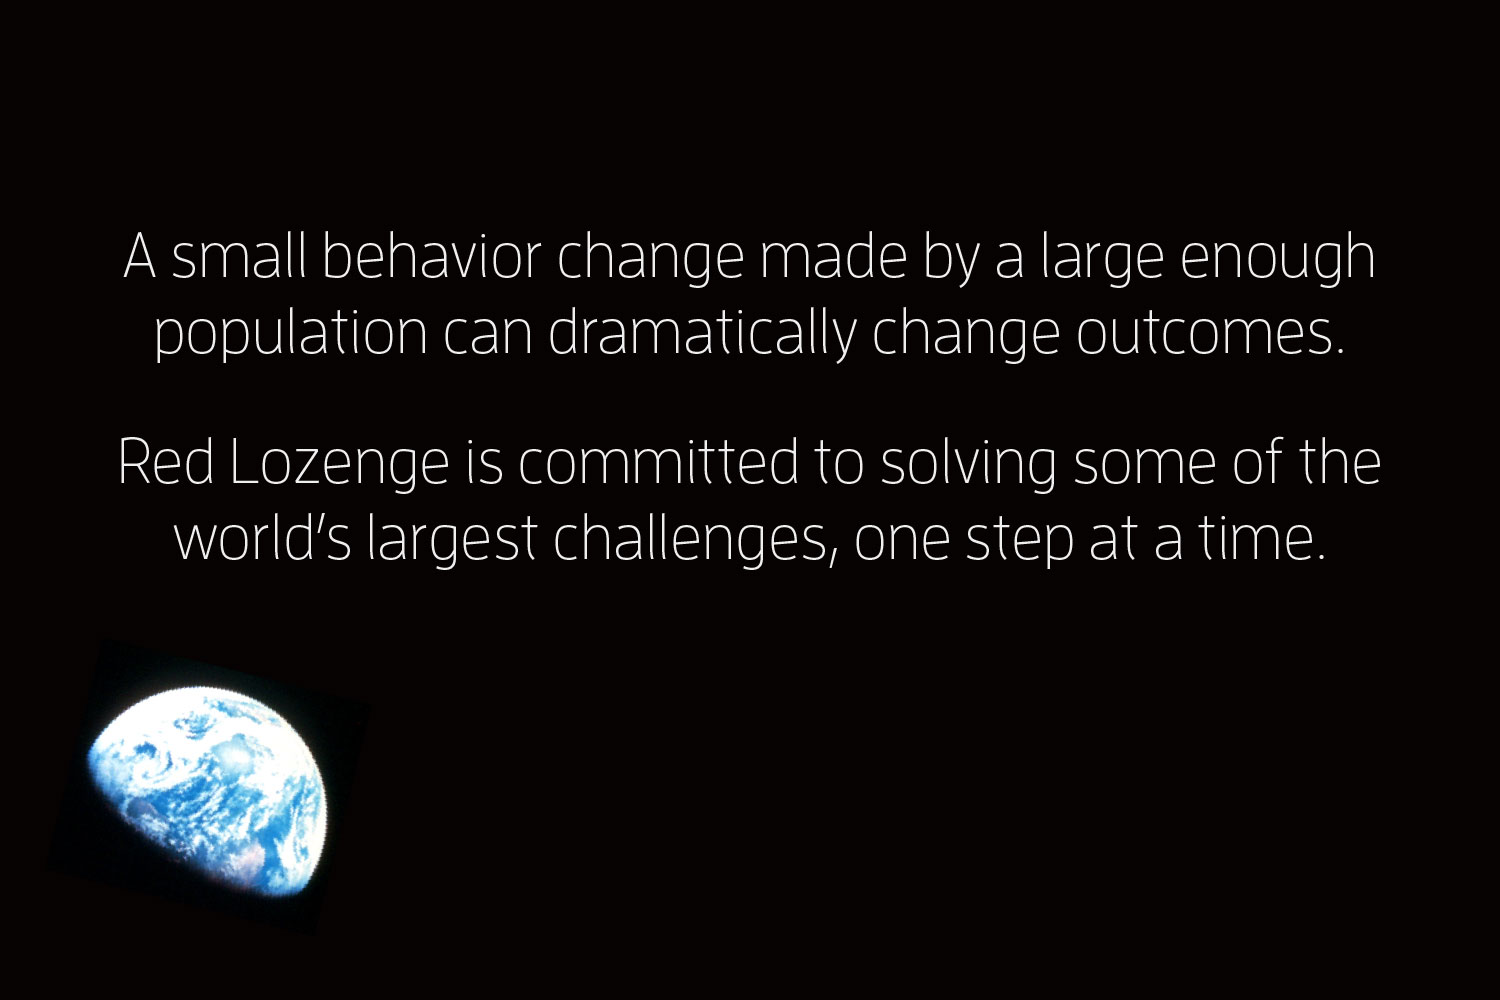 A small behavior change made by a large enough
population can dramatically change outcomes.
Red Lozenge is committed to solving some of the
world’s largest challenges, one step at a time.